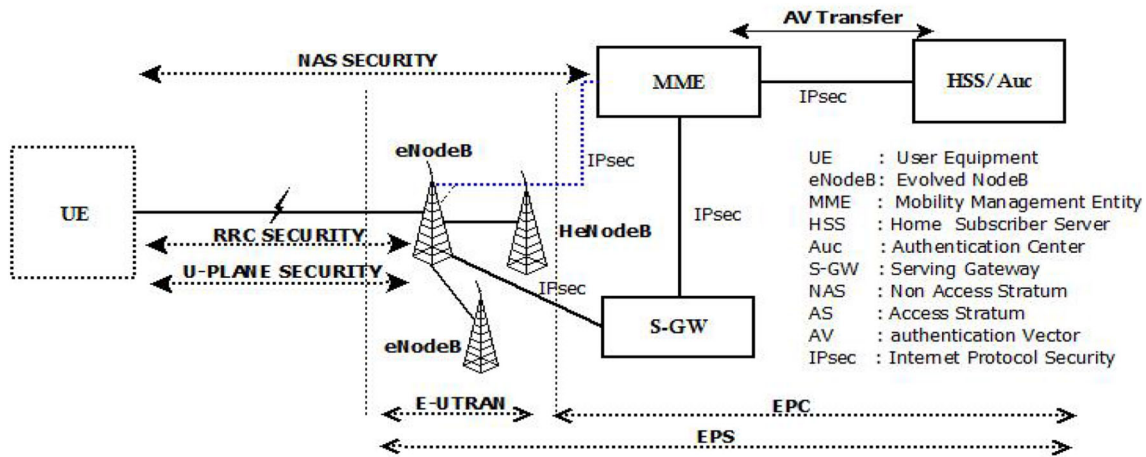 AV Transfer
NAS SECURITY
MME
HSS/Auc
IPsec
eNodeB
IPsec
UE
IPsec
HeNodeB
RRC SECURITY
U-PLANE SECURITY
IPsec
S-GW
eNodeB
UE : User Equipment
eNodeB: Evolved NodeB
MME : Mobility Management Entity
HSS : Home Subscriber Server
Auc : Authentication Center
S-GW : Serving Gateway
NAS : Non Access Stratum
AS : Access Stratum
AV : authentication Vector
IPsec : Internet Protocol Security
E-UTRAN
EPC
EPS